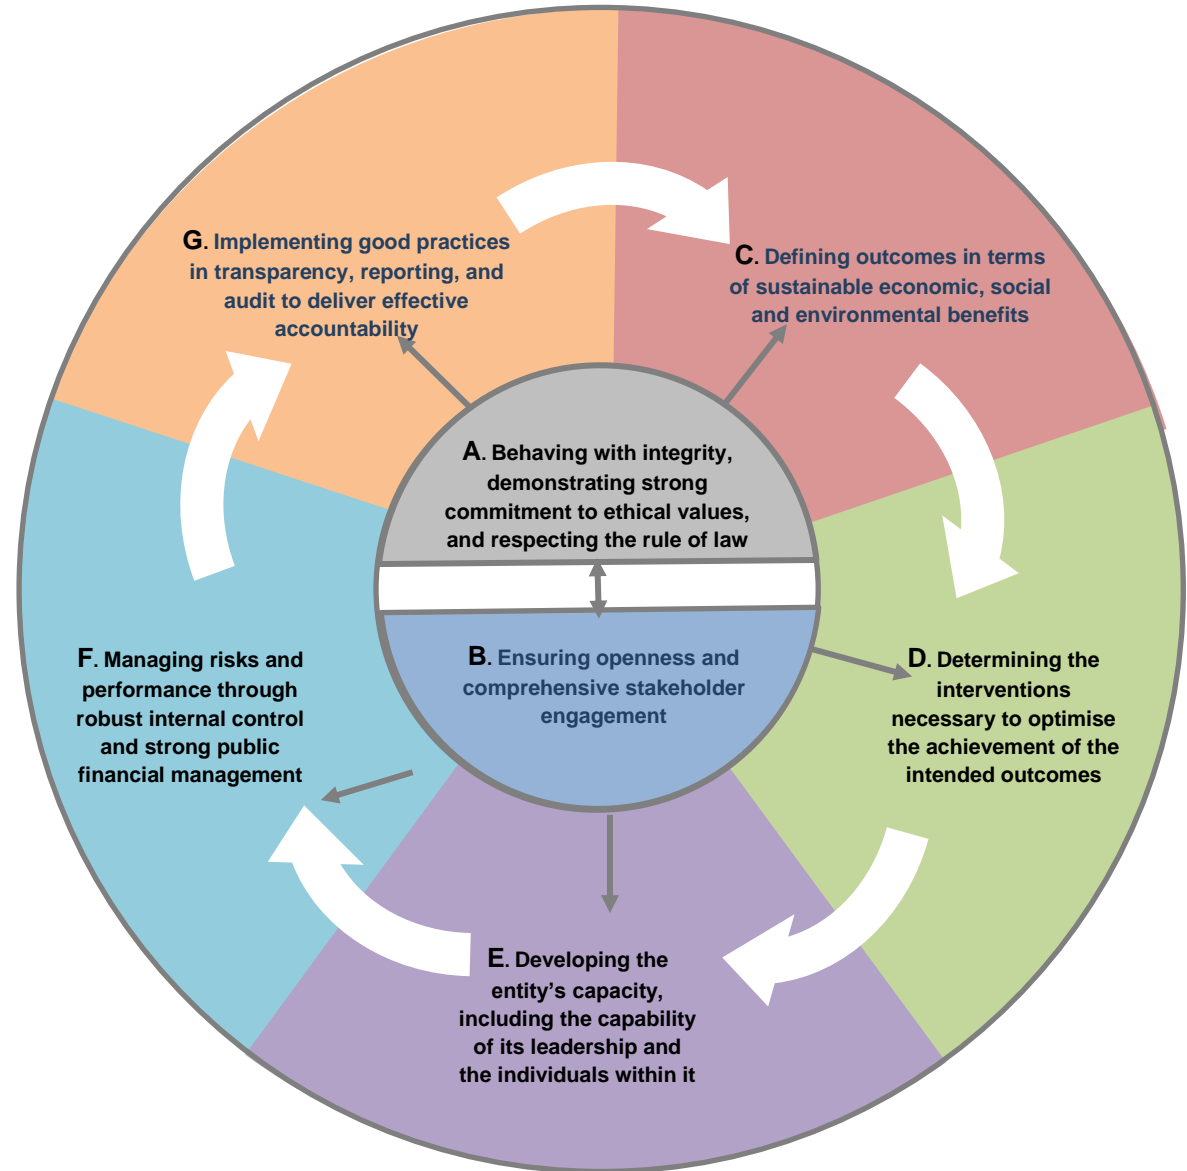 G. Implementing good practices
in transparency, reporting, and
audit to deliver effective
accountability
C. Defining outcomes in terms
of sustainable economic, social
and environmental benefits
A. Behaving with integrity,
demonstrating strong
commitment to ethical values,
and respecting the rule of law
B. Ensuring openness and
comprehensive stakeholder
engagement
F. Managing risks and
performance through
robust internal control
and strong public
financial management
D. Determining the
interventions
necessary to optimise
the achievement of the
intended outcomes
E. Developing the
entity’s capacity,
including the capability
of its leadership and
the individuals within it